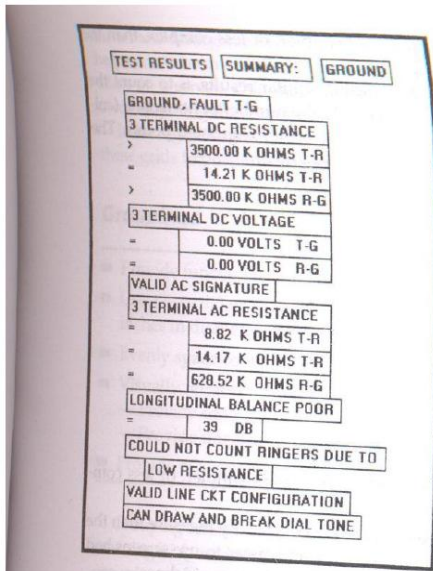 TEST RESULTS SUMMARY: GROUND
GROUND, FAULT T-G
3 TERMINAL DC RESISTANCE
> 3500.00 K OHMS T-R
= 14.21 K OHMS T-R
> 3500.00 K OHMS R-G
3 TERMINAL DC VOLTAGE
= 0.00 VOLTS T-G
= 0.00 VOLTS R-G
VALID AC SIGNATURE
3 TERMINAL AC RESISTANCE
= 8.82 K OHMS T-R
= 14.17 K OHMS T-R
= 628.52 K OHMS R-G
LONGITUDINAL BALANCE POOR
= 39 DB
COULD NOT COUNT RINGERS DUE TO
LOW RESISTANCE
VALID LINE CKT CONFIGURATION
CAN DRAW AND BREAK DIAL TONE